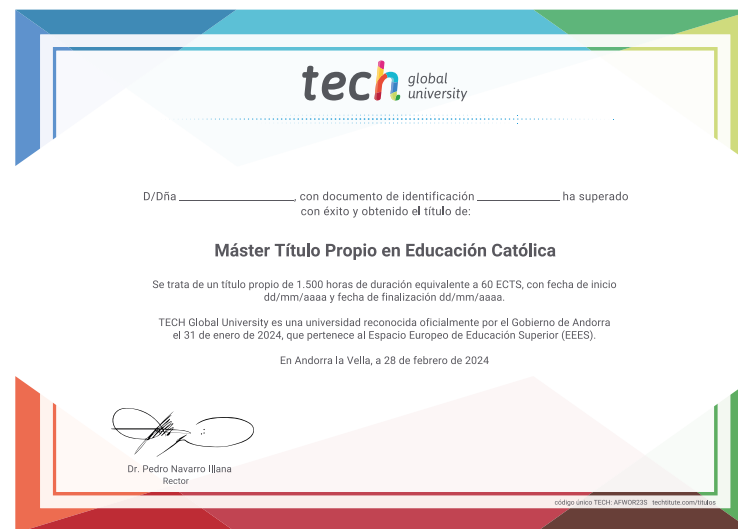 tech global university
D/Dña ____________________, con documento de identificación ______________ ha superado
con éxito y obtenido el título de:
Máster Título Propio en Educación Católica
Se trata de un título propio de 1.500 horas de duración equivalente a 60 ECTS, con fecha de inicio
dd/mm/aaaa y fecha de finalización dd/mm/aaaa.
TECH Global University es una universidad reconocida oficialmente por el Gobierno de Andorra
el 31 de enero de 2024, que pertenece al Espacio Europeo de Educación Superior (EEES).
En Andorra la Vella, a 28 de febrero de 2024
Dr. Pedro Navarro Illana
Rector
código único TECH: AFWOR23S techtitute.com/titulos